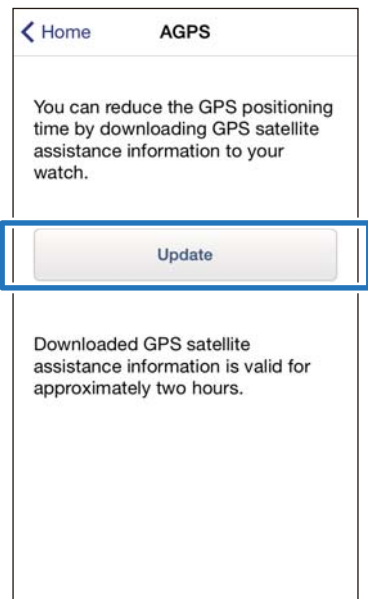 Home AGPS
You can reduce the GPS positioning
time by downloading GPS satellite
assistance information to your
watch.
Update
Downloaded GPS satellite
assistance information is valid for
approximately two hours.